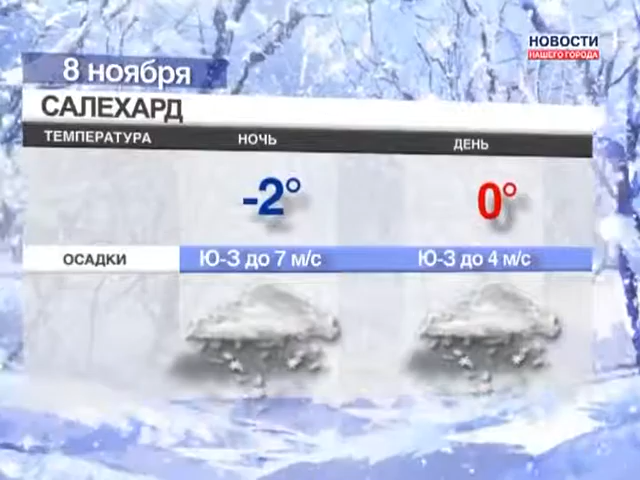 НОВОСТИ
НАШЕГО ГОРОДА
8 ноября
САЛЕХАРД
ТЕМПЕРАТУРА НОЧЬ ДЕНЬ
-2° 0°
ОСАДКИ Ю-З до 7 м/с Ю-З до 4 м/с